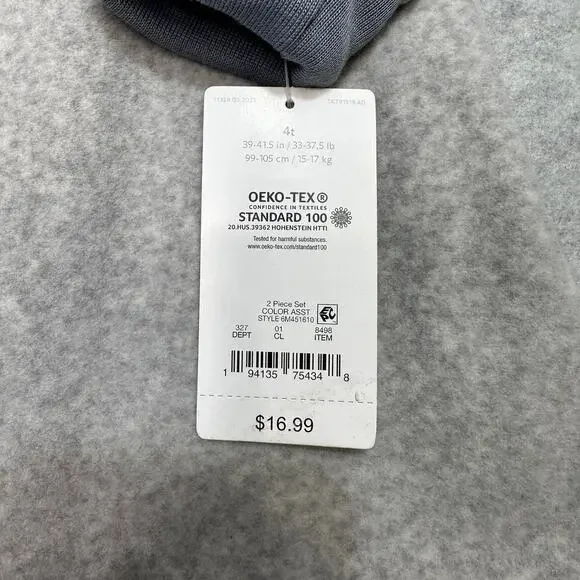 4t
39-41.5 in / 33-37.5 lb
99-105 cm / 15-17 kg
OEKO-TEX®
CONFIDENCE IN TEXTILES
STANDARD 100
20.HUS.39362 HOHENSTEIN HTTI
Tested for harmful substances.
www.oeko-tex.com/standard100
2 Piece Set
COLOR ASST
STYLE 6M451610
327 01 8498
DEPT CL ITEM
1 94135 75434 8
$16.99